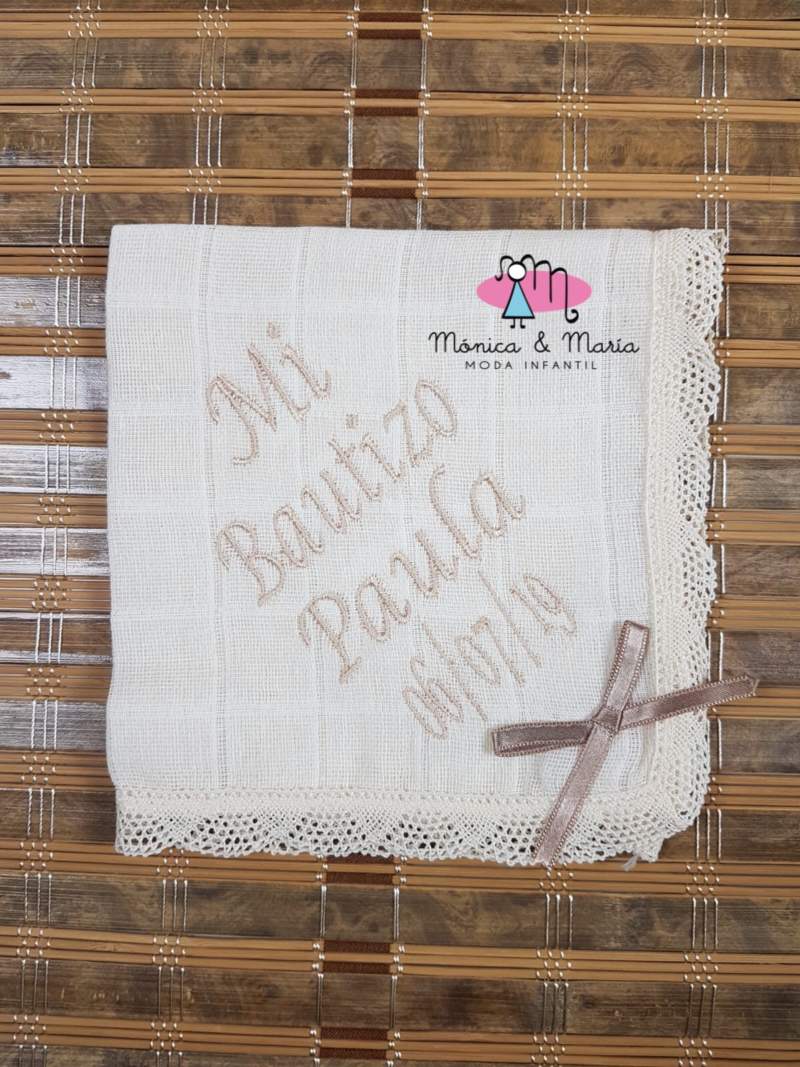 Mónica & María
MODA INFANTIL
Mi
Bautizo
Paula
06/07/19